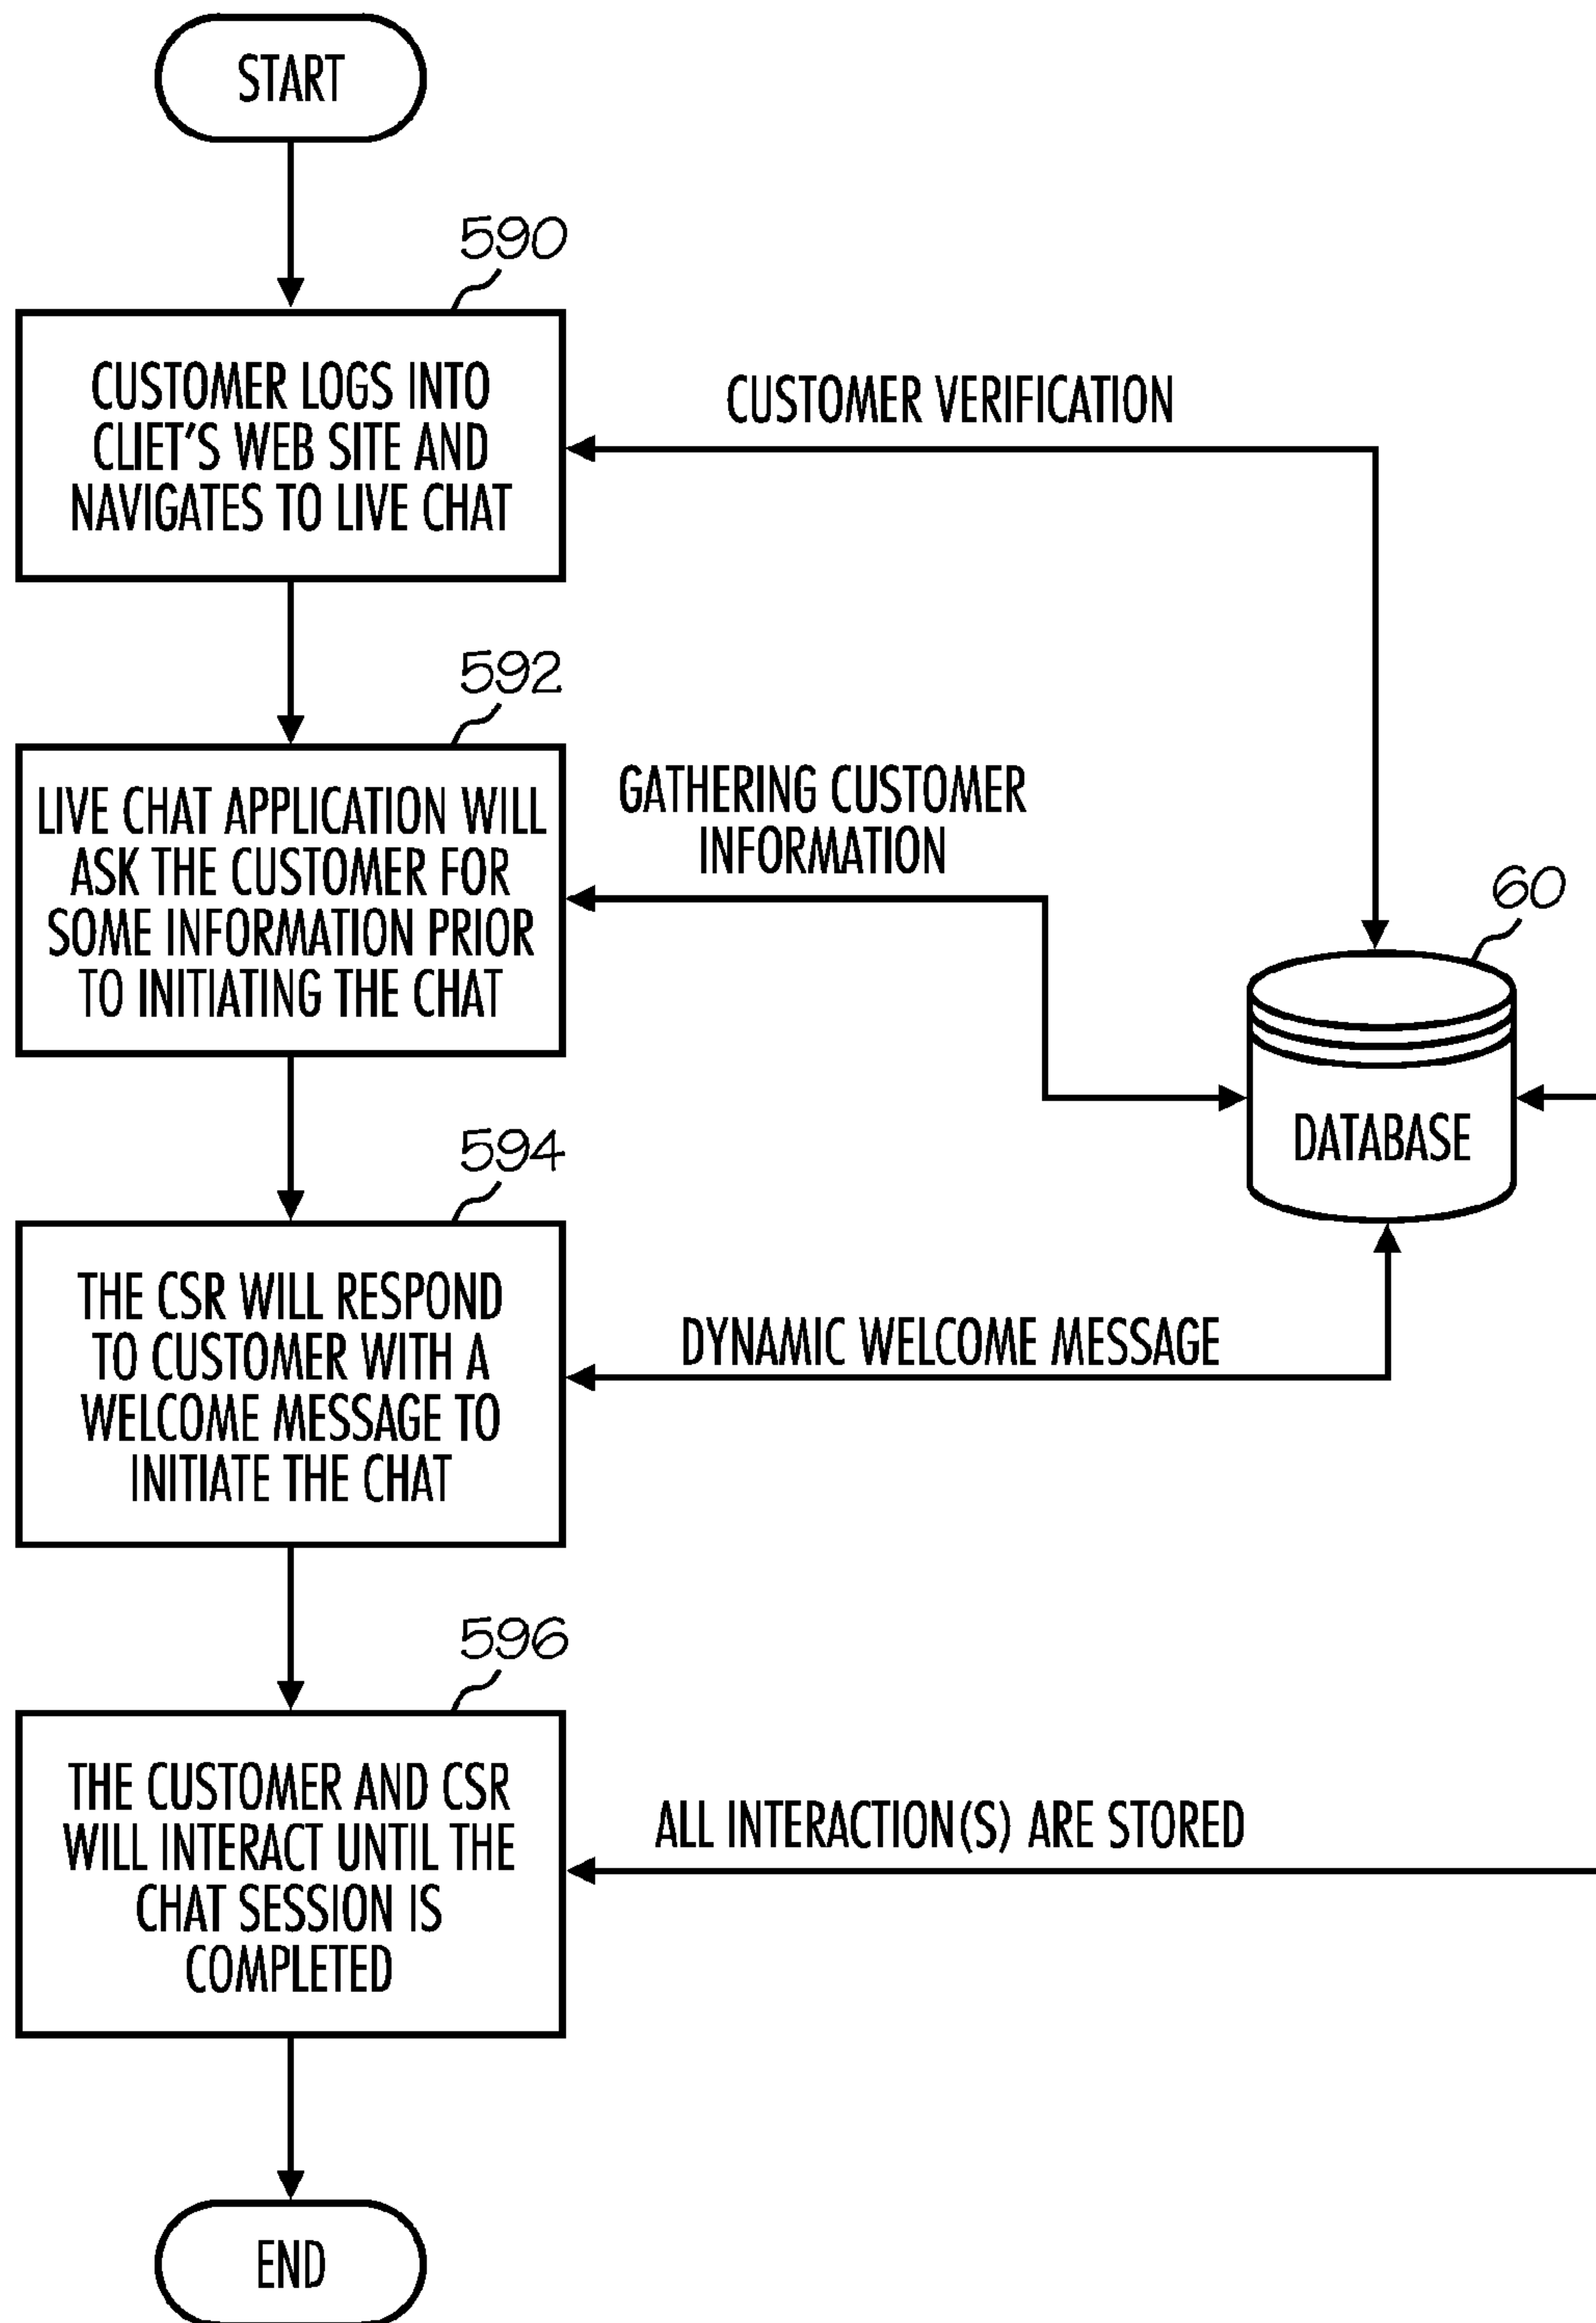 START
590
CUSTOMER LOGS INTO
CLIET'S WEB SITE AND
NAVIGATES TO LIVE CHAT
CUSTOMER VERIFICATION
592
LIVE CHAT APPLICATION WILL
ASK THE CUSTOMER FOR
SOME INFORMATION PRIOR
TO INITIATING THE CHAT
GATHERING CUSTOMER
INFORMATION
60
DATABASE
594
THE CSR WILL RESPOND
TO CUSTOMER WITH A
WELCOME MESSAGE TO
INITIATE THE CHAT
DYNAMIC WELCOME MESSAGE
596
THE CUSTOMER AND CSR
WILL INTERACT UNTIL THE
CHAT SESSION IS
COMPLETED
ALL INTERACTION(S) ARE STORED
END